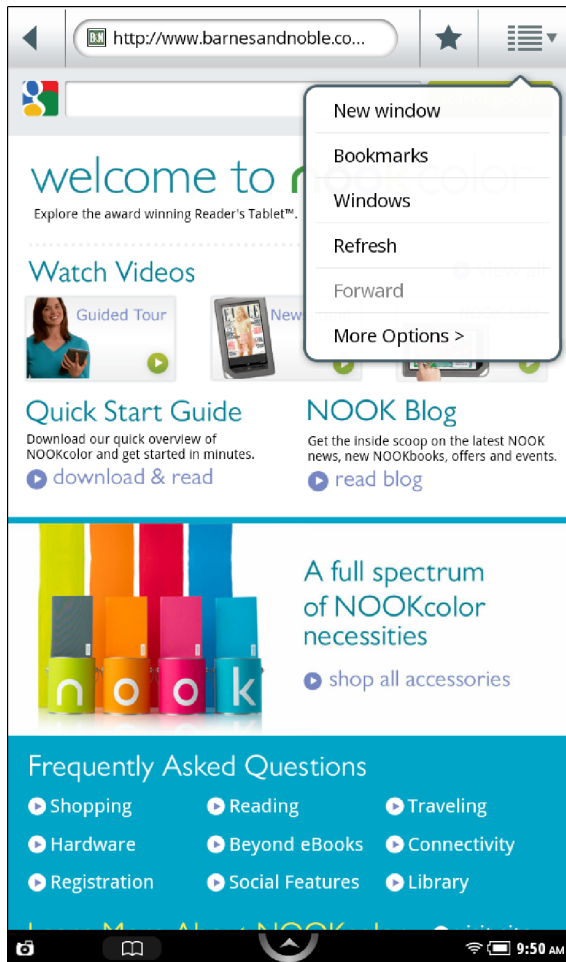 http://www.barnesandnoble.co...
New window
Bookmarks
Windows
Refresh
Forward
More Options >
welcome to nook color
Explore the award winning Reader's Tablet™.
Watch Videos
Guided Tour
New
Quick Start Guide
Download our quick overview of
NOOKcolor and get started in minutes.
download & read
NOOK Blog
Get the inside scoop on the latest NOOK
news, new NOOKbooks, offers and events.
read blog
A full spectrum
of NOOKcolor
necessities
shop all accessories
nook
Frequently Asked Questions
Shopping
Reading
Traveling
Hardware
Beyond eBooks
Connectivity
Registration
Social Features
Library
9:50 AM